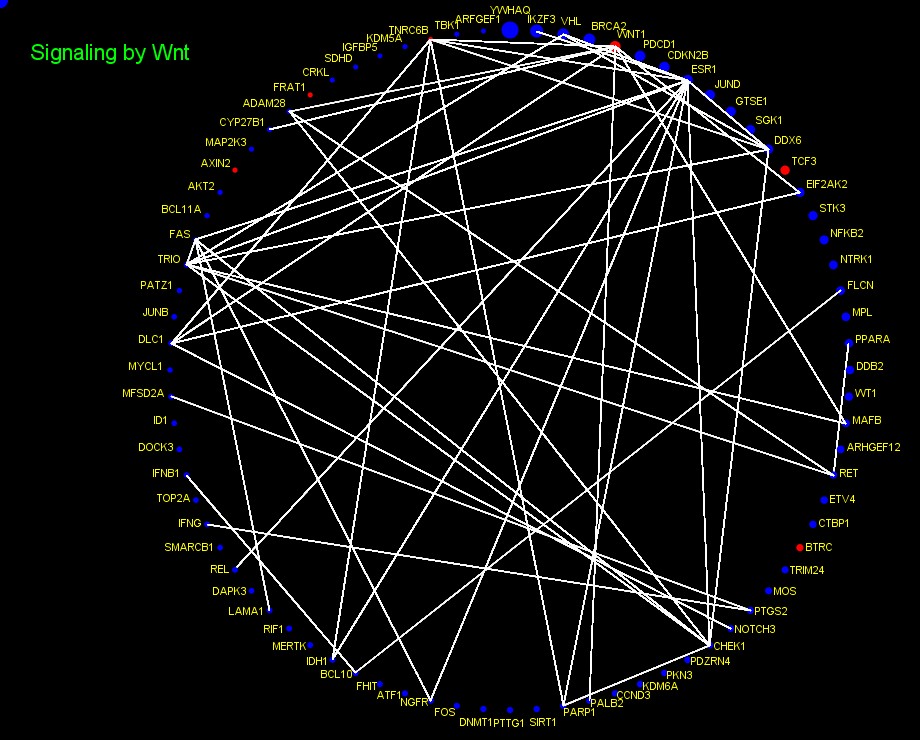 Signaling by Wnt
YWHAQ
IKZF3
VHL
BRCA2
WNT1
PDCD1
CDKN2B
ESR1
JUND
GTSE1
SGK1
DDX6
TCF3
EIF2AK2
STK3
NFKB2
NTRK1
FLCN
MPL
PPARA
DDB2
WT1
MAFB
ARHGEF12
RET
ETV4
CTBP1
BTRC
TRIM24
MOS
PTGS2
NOTCH3
CHEK1
PDZRN4
PKN3
KDM6A
CCND3
PALB2
PARP1
SIRT1
PTTG1
DNMT1
FOS
NGFR
ATF1
FHIT
BCL10
IDH1
MERTK
RIF1
LAMA1
DAPK3
REL
SMARCB1
IFNG
TOP2A
IFNB1
DOCK3
ID1
MFSD2A
MYCL1
DLC1
JUNB
PATZ1
TRIO
FAS
BCL11A
AKT2
AXIN2
MAP2K3
CYP27B1
ADAM28
FRAT1
CRKL
SDHD
IGFBP5
KDM5A
TNRC6B
TBK1
ARFGEF1